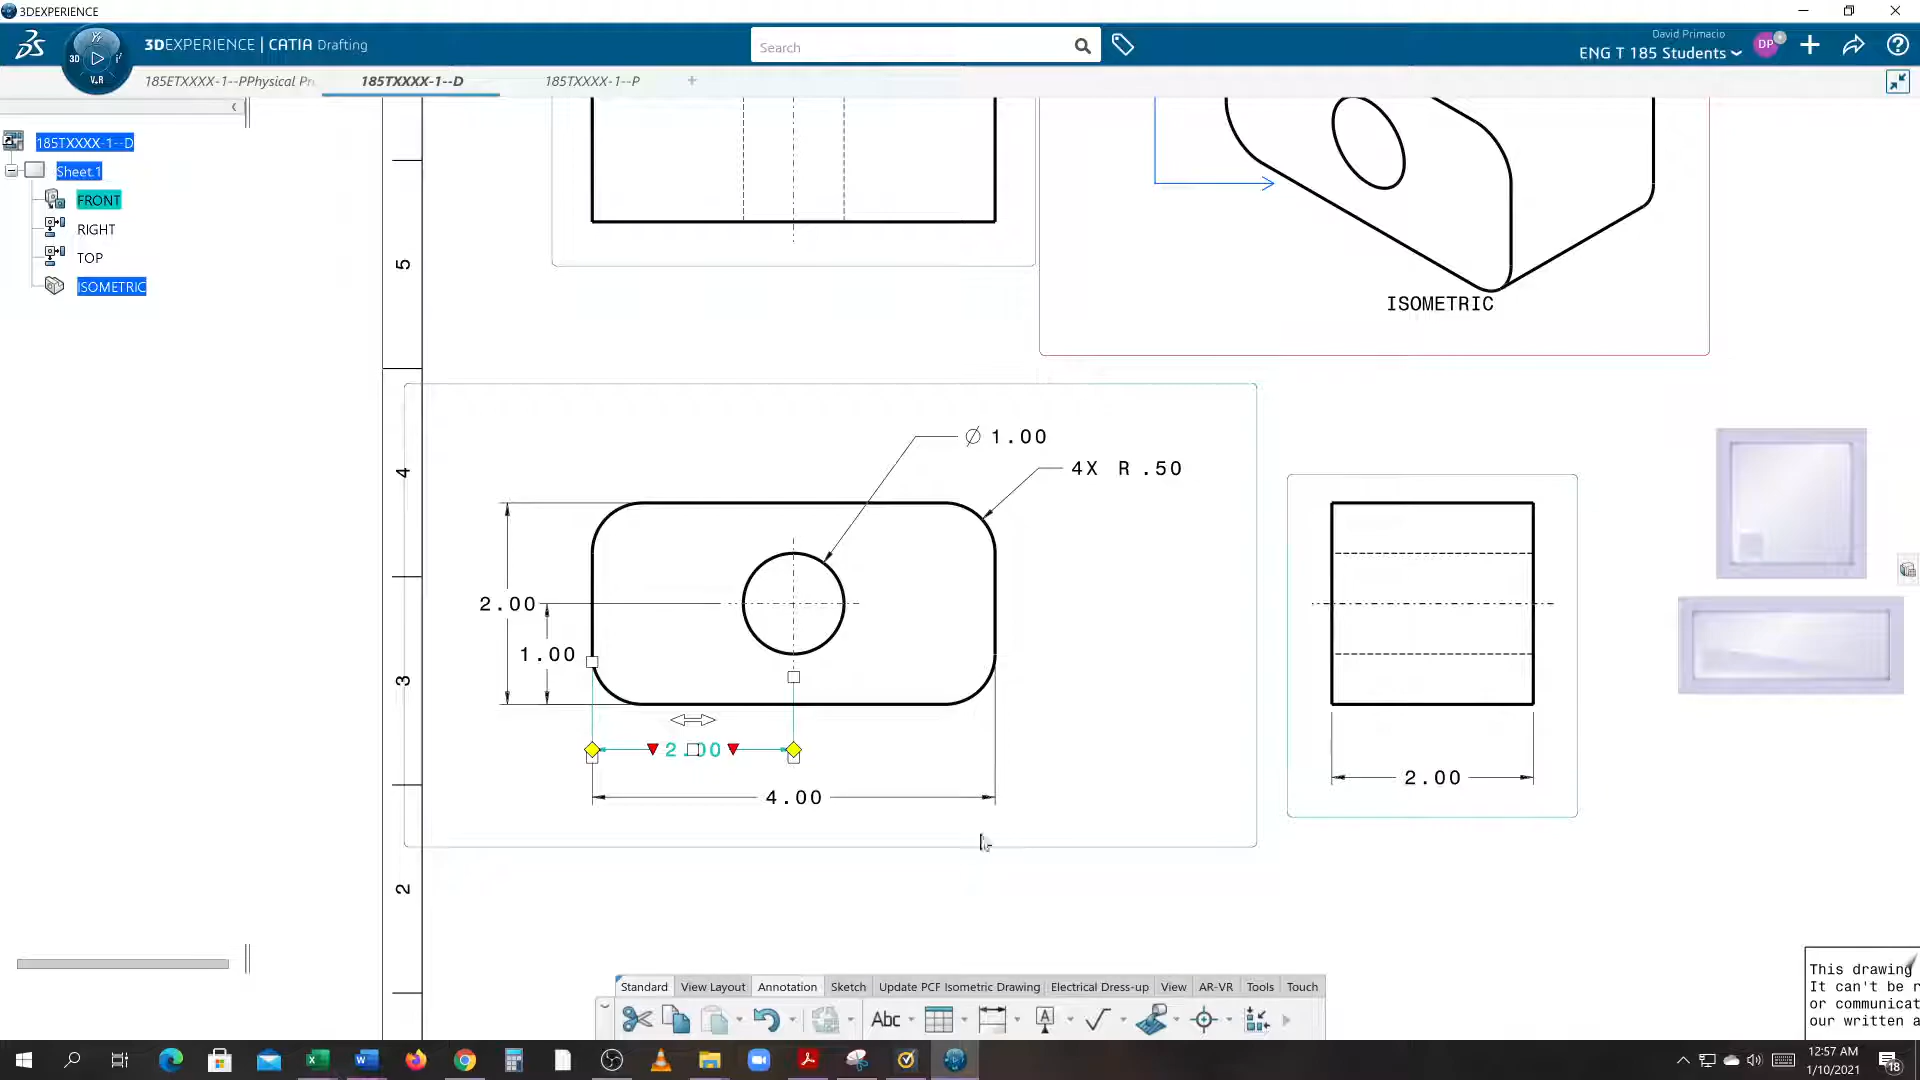 3DEXPERIENCE
3DEXPERIENCE | CATIA Drafting
3D
V.R
Search
David Primacio
ENG T 185 Students
DP
185ETXXXX-1--PPhysical Pr
185TXXXX-1--D
185TXXXX-1--P
185TXXXX-1--D
Sheet.1
FRONT
RIGHT
TOP
ISOMETRIC
5
4
3
2
ISOMETRIC
∅ 1.00
4X R .50
2.00
1.00
2.00
4.00
2.00
This drawing
It can't be r
or communicat
our written a
Standard
View Layout
Annotation
Sketch
Update PCF Isometric Drawing
Electrical Dress-up
View
AR-VR
Tools
Touch
Abc
12:57 AM
1/10/2021
18